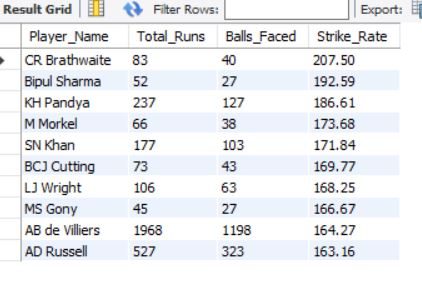 Result Grid Filter Rows: Export:
Player_Name Total_Runs Balls_Faced Strike_Rate
CR Brathwaite 83 40 207.50
Bipul Sharma 52 27 192.59
KH Pandya 237 127 186.61
M Morkel 66 38 173.68
SN Khan 177 103 171.84
BCJ Cutting 73 43 169.77
LJ Wright 106 63 168.25
MS Gony 45 27 166.67
AB de Villiers 1968 1198 164.27
AD Russell 527 323 163.16